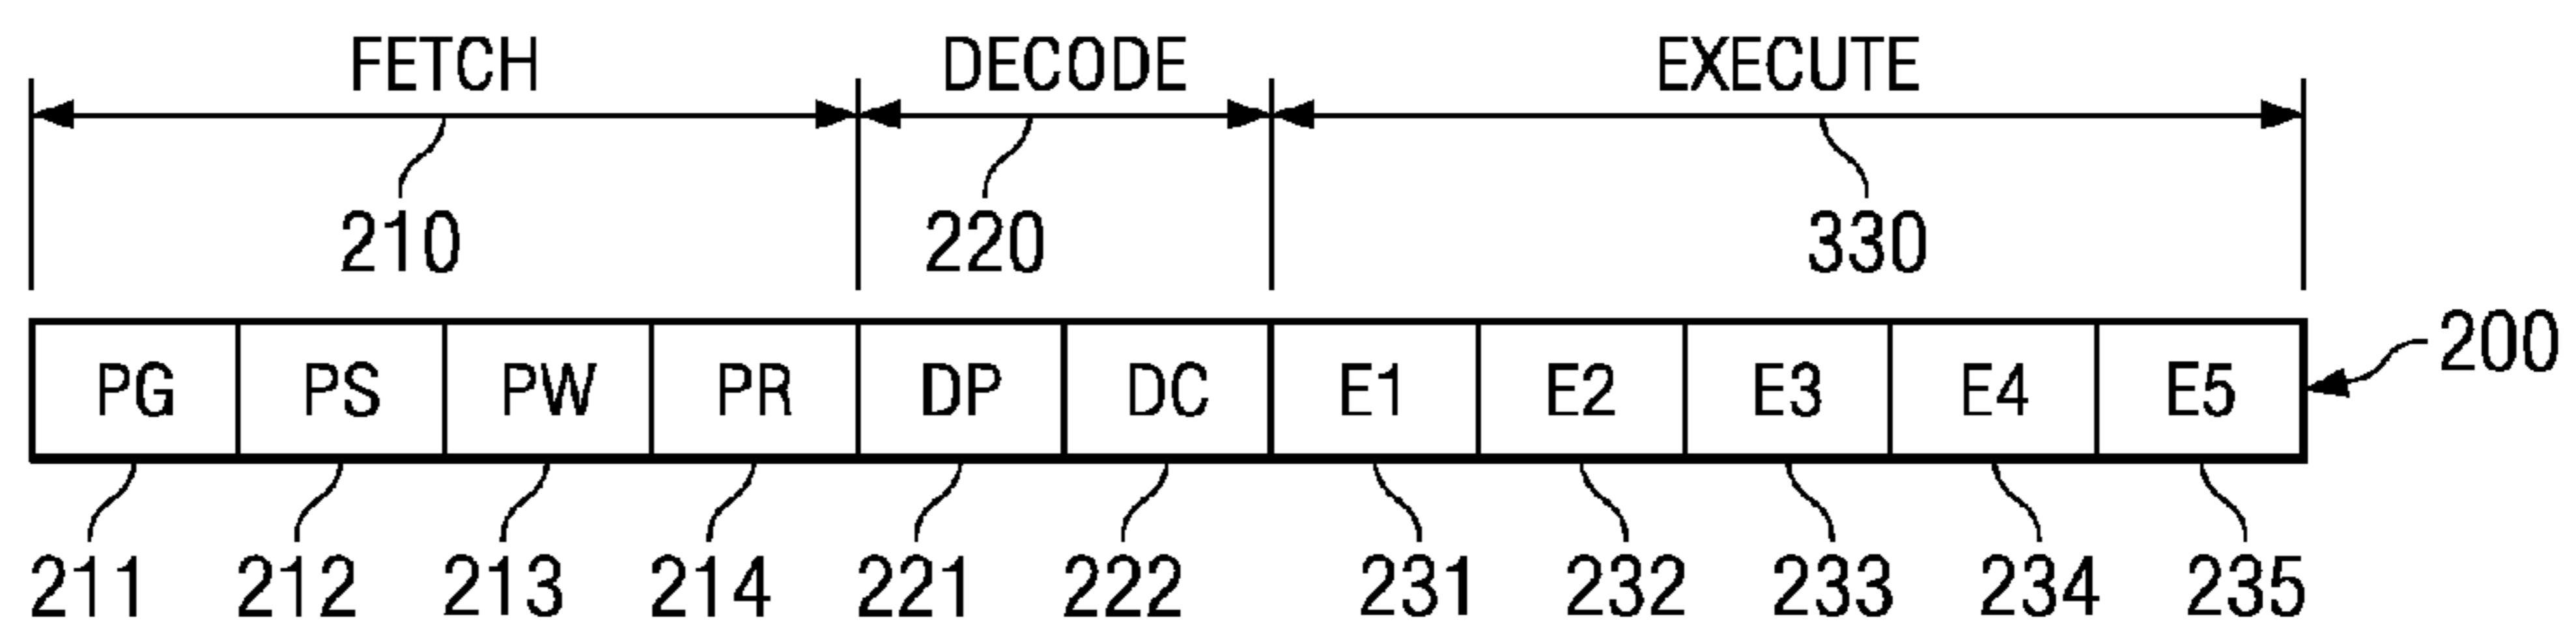 FETCH DECODE EXECUTE
210 220 330
200
PG PS PW PR DP DC E1 E2 E3 E4 E5
211 212 213 214 221 222 231 232 233 234 235